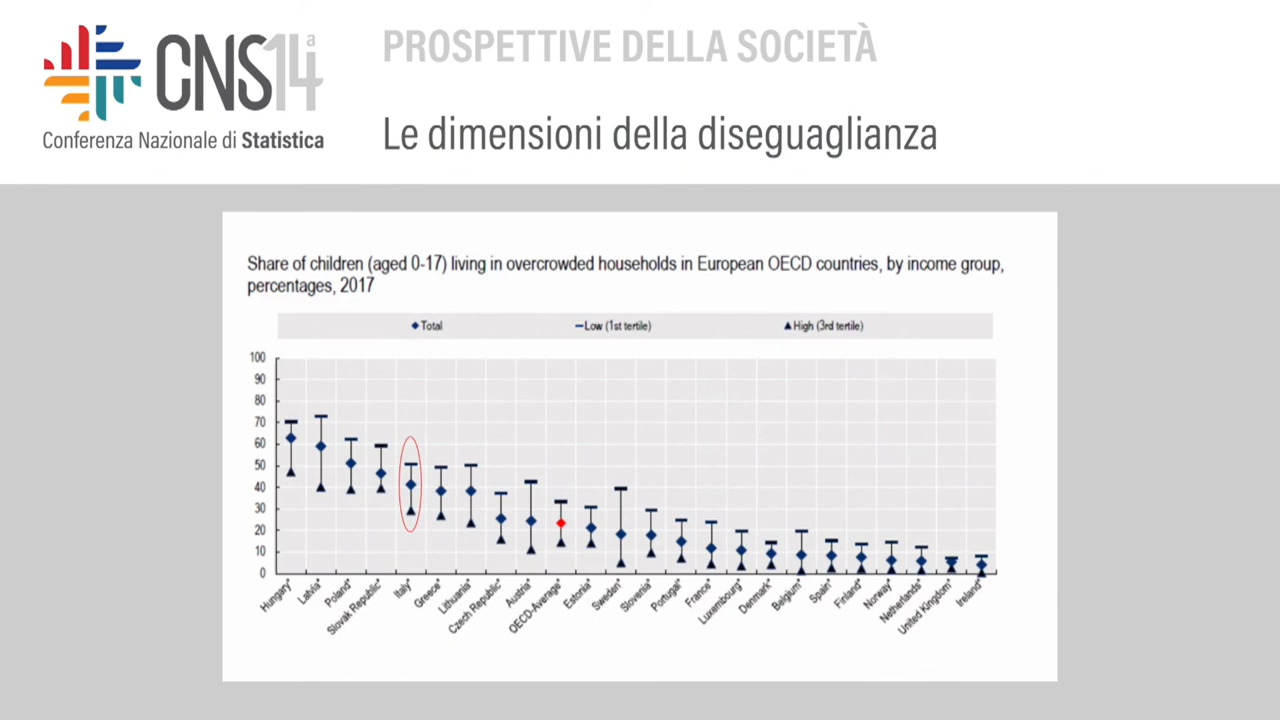 CNS14a
Conferenza Nazionale di Statistica
PROSPETTIVE DELLA SOCIETÀ
Le dimensioni della diseguaglianza
Share of children (aged 0-17) living in overcrowded households in European OECD countries, by income group,
percentages, 2017
Total
Low (1st tertile)
High (3rd tertile)
100
90
80
70
60
50
40
30
20
10
0
Hungary*
Latvia*
Poland*
Slovak Republic*
Italy*
Greece*
Lithuania*
Czech Republic*
Austria*
OECD-Average*
Estonia*
Sweden*
Slovenia*
Portugal*
France*
Luxembourg*
Denmark*
Belgium*
Spain*
Finland*
Norway*
Netherlands*
United Kingdom*
Ireland*